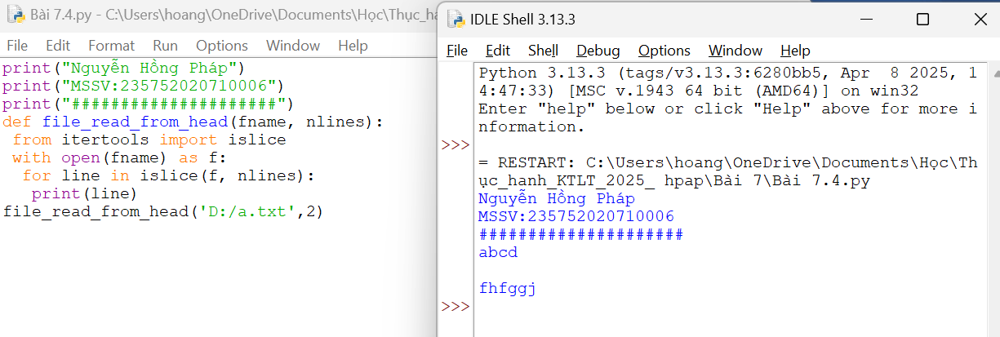 Bài 7.4.py - C:\Users\hoang\OneDrive\Documents\Học\Thực_ha
File Edit Format Run Options Window Help
print("Nguyễn Hồng Pháp")
print("MSSV:235752020710006")
print("#####################")
def file_read_from_head(fname, nlines):
 from itertools import islice
 with open(fname) as f:
  for line in islice(f, nlines):
   print(line)
file_read_from_head('D:/a.txt',2)
IDLE Shell 3.13.3
File Edit Shell Debug Options Window Help
Python 3.13.3 (tags/v3.13.3:6280bb5, Apr  8 2025, 1
4:47:33) [MSC v.1943 64 bit (AMD64)] on win32
Enter "help" below or click "Help" above for more i
nformation.
>>>
= RESTART: C:\Users\hoang\OneDrive\Documents\Học\Th
ực_hanh_KTLT_2025_ hpap\Bài 7\Bài 7.4.py
Nguyễn Hồng Pháp
MSSV:235752020710006
#####################
abcd

fhfggj
>>>